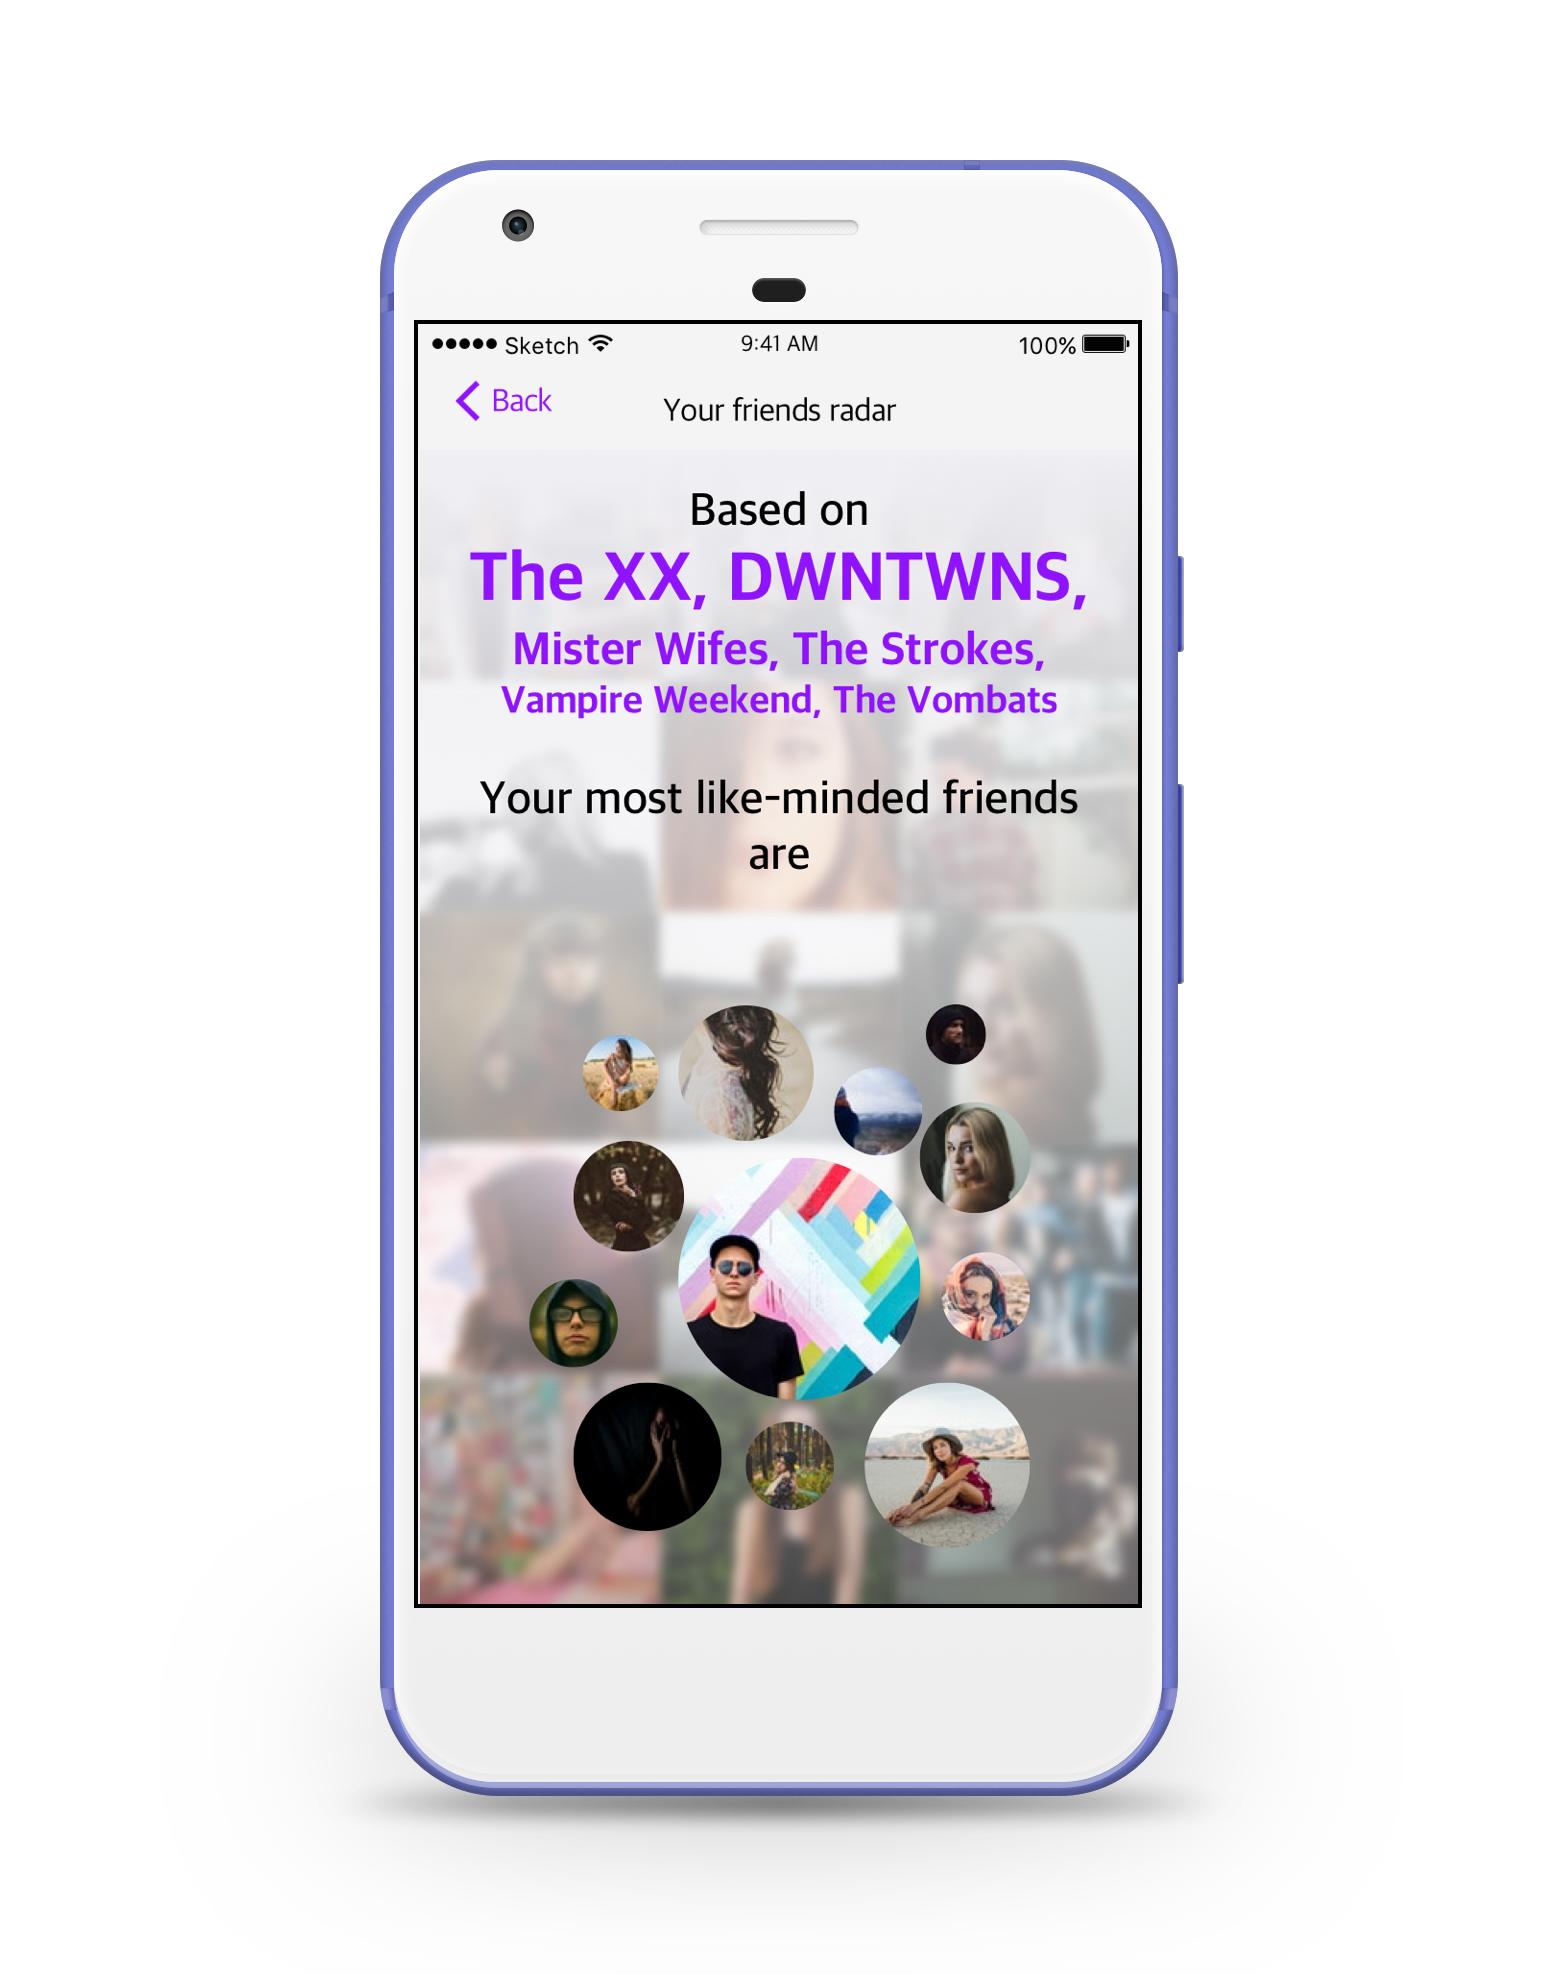 Sketch 9:41 AM 100%
Back Your friends radar
Based on
The XX, DWNTWNS,
Mister Wifes, The Strokes,
Vampire Weekend, The Vombats
Your most like-minded friends
are